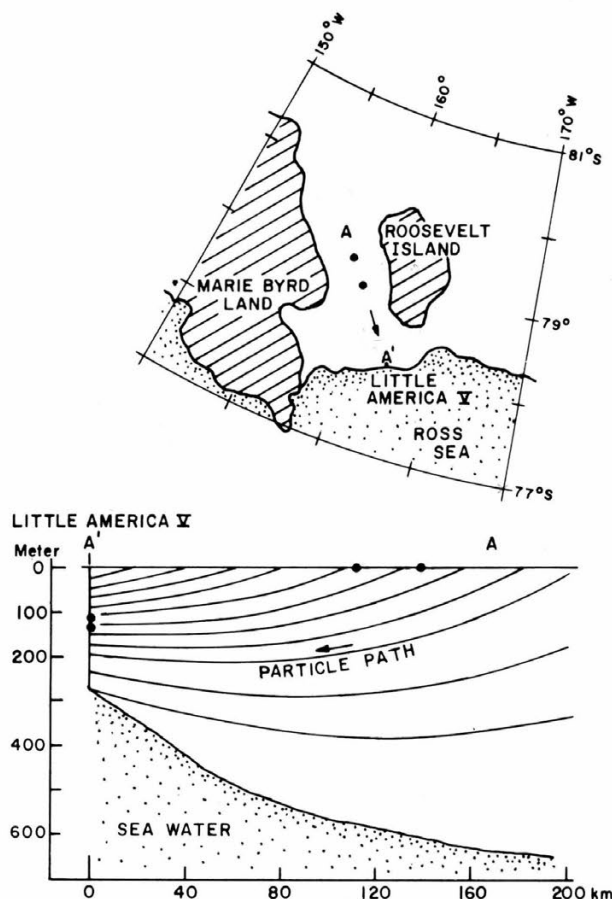 150°
160°
170°W
81°S
A
ROOSEVELT
ISLAND
MARIE BYRD
LAND
79°
A'
LITTLE
AMERICA V
ROSS
SEA
77°S
LITTLE AMERICA V
A'
A
Meter
0
100
200
PARTICLE PATH
300
400
SEA WATER
600
0
40
80
120
160
200 km